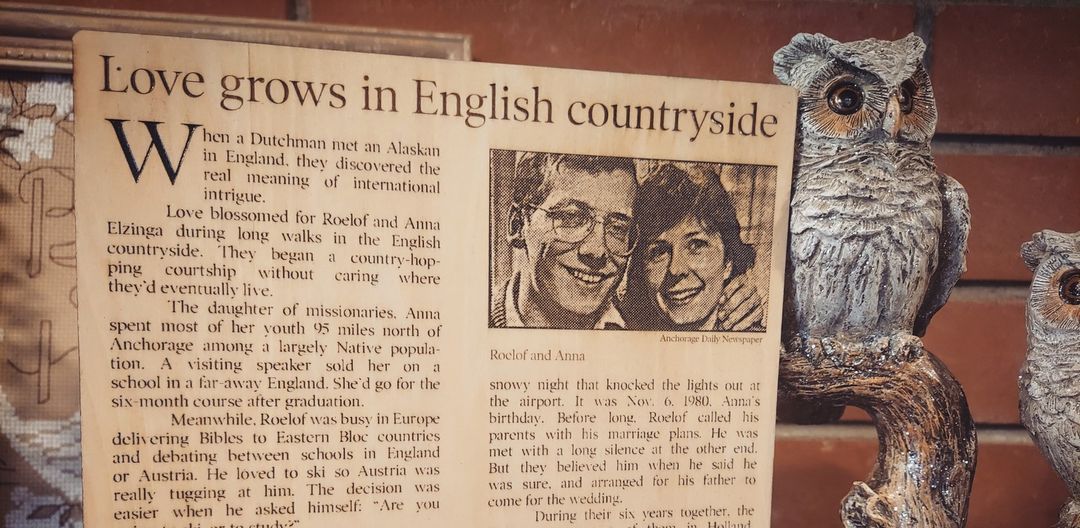 Love grows in English countryside
When a Dutchman met an Alaskan
in England, they discovered the
real meaning of international
intrigue.
Love blossomed for Roelof and Anna
Elzinga during long walks in the English
countryside. They began a country-hop-
ping courtship without caring where
they'd eventually live.
The daughter of missionaries, Anna
spent most of her youth 95 miles north of
Anchorage among a largely Native popula-
tion. A visiting speaker sold her on a
school in a far-away England. She'd go for the
six-month course after graduation.
Meanwhile, Roelof was busy in Europe
delivering Bibles to Eastern Bloc countries
and debating between schools in England
or Austria. He loved to ski so Austria was
really tugging at him. The decision was
easier when he asked himself: "Are you
to ski or to study?"
Anchorage Daily Newspaper
Roelof and Anna
snowy night that knocked the lights out at
the airport. It was Nov. 6, 1980, Anna's
birthday. Before long, Roelof called his
parents with his marriage plans. He was
met with a long silence at the other end.
But they believed him when he said he
was sure, and arranged for his father to
come for the wedding.
During their six years together, the
of them in Holland,